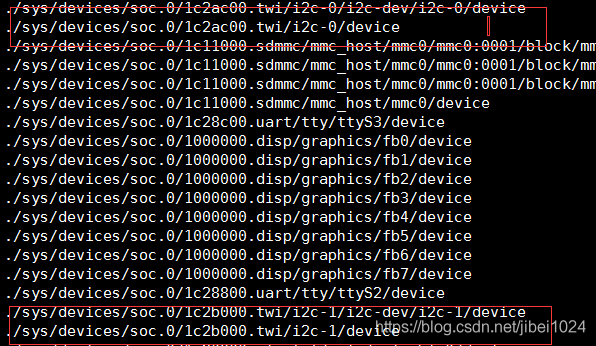 ./sys/devices/soc.0/1c2ac00.twi/i2c-0/i2c-dev/i2c-0/device
./sys/devices/soc.0/1c2ac00.twi/i2c-0/device
./sys/devices/soc.0/1c11000.sdmmc/mmc_host/mmc0/mmc0:0001/block/mm
./sys/devices/soc.0/1c11000.sdmmc/mmc_host/mmc0/mmc0:0001/block/mm
./sys/devices/soc.0/1c11000.sdmmc/mmc_host/mmc0/mmc0:0001/block/mm
./sys/devices/soc.0/1c11000.sdmmc/mmc_host/mmc0/device
./sys/devices/soc.0/1c28c00.uart/tty/ttyS3/device
./sys/devices/soc.0/1000000.disp/graphics/fb0/device
./sys/devices/soc.0/1000000.disp/graphics/fb1/device
./sys/devices/soc.0/1000000.disp/graphics/fb2/device
./sys/devices/soc.0/1000000.disp/graphics/fb3/device
./sys/devices/soc.0/1000000.disp/graphics/fb4/device
./sys/devices/soc.0/1000000.disp/graphics/fb5/device
./sys/devices/soc.0/1000000.disp/graphics/fb6/device
./sys/devices/soc.0/1000000.disp/graphics/fb7/device
./sys/devices/soc.0/1c28800.uart/tty/ttyS2/device
./sys/devices/soc.0/1c2b000.twi/i2c-1/i2c-dev/i2c-1/device
./sys/devices/soc.0/1c2b000.twi/i2c-1/device
https://blog.csdn.net/jibei1024